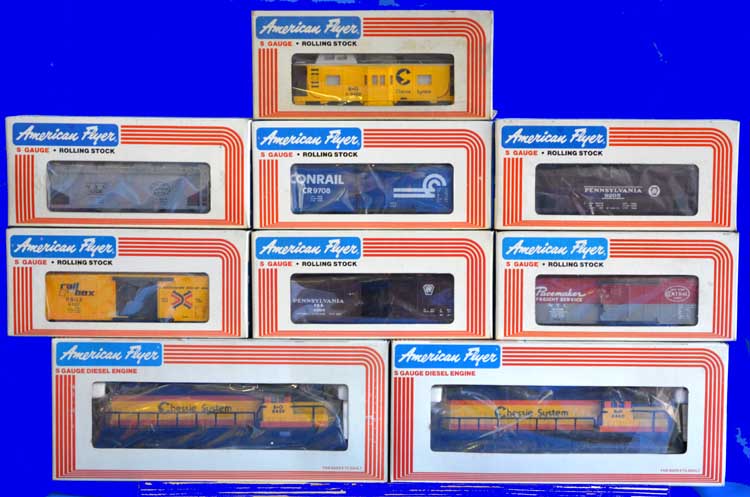 American Flyer
S GAUGE • ROLLING STOCK
B&O
Chessie System
American Flyer
S GAUGE • ROLLING STOCK
American Flyer
S GAUGE • ROLLING STOCK
CONRAIL
CR 9708
American Flyer
S GAUGE • ROLLING STOCK
PENNSYLVANIA
9205
American Flyer
S GAUGE • ROLLING STOCK
rail
box
American Flyer
S GAUGE • ROLLING STOCK
PENNSYLVANIA
American Flyer
S GAUGE • ROLLING STOCK
Pacemaker
FREIGHT SERVICE
N Y C
CENTRAL
American Flyer
S GAUGE DIESEL ENGINE
Chessie System
B&O
American Flyer
S GAUGE DIESEL ENGINE
Chessie System
B&O